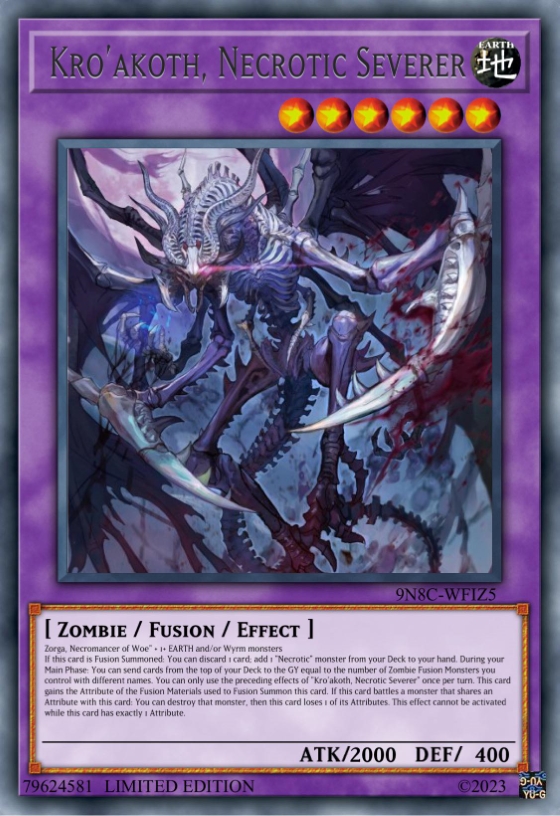 Kro'akoth, Necrotic Severer
EARTH
地
9N8C-WFIZ5
[ Zombie / Fusion / Effect ]
Zorga, Necromancer of Woe" + 1+ EARTH and/or Wyrm monsters
If this card is Fusion Summoned: You can discard 1 card; add 1 "Necrotic" monster from your Deck to your hand. During your
Main Phase: You can send cards from the top of your Deck to the GY equal to the number of Zombie Fusion Monsters you
control with different names. You can only use the preceding effects of "Kro'akoth, Necrotic Severer" once per turn. This card
gains the Attribute of the Fusion Materials used to Fusion Summon this card. If this card battles a monster that shares an
Attribute with this card: You can destroy that monster, then this card loses 1 of its Attributes. This effect cannot be activated
while this card has exactly 1 Attribute.
ATK/2000 DEF/ 400
79624581 LIMITED EDITION ©2023